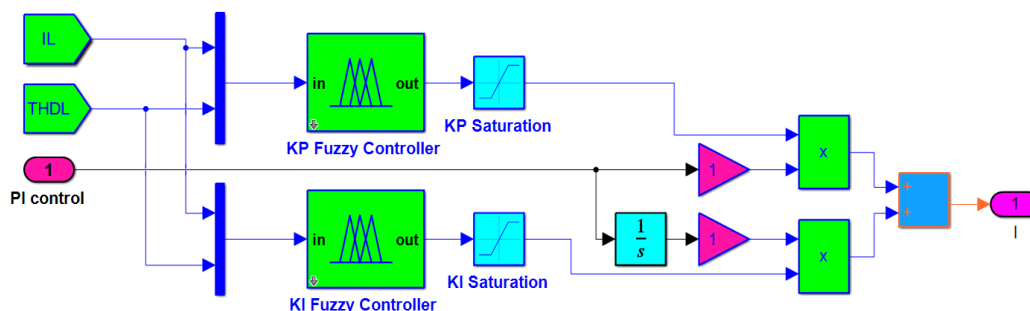 IL
THDL
1
PI control
in
out
KP Fuzzy Controller
KP Saturation
1
x
in
out
KI Fuzzy Controller
KI Saturation
1
s
1
x
+
+
1
I